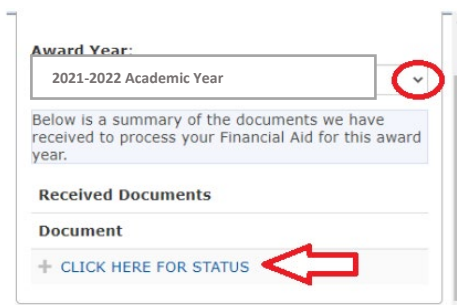 Award Year:
2021-2022 Academic Year
Below is a summary of the documents we have
received to process your Financial Aid for this award
year.
Received Documents
Document
+ CLICK HERE FOR STATUS